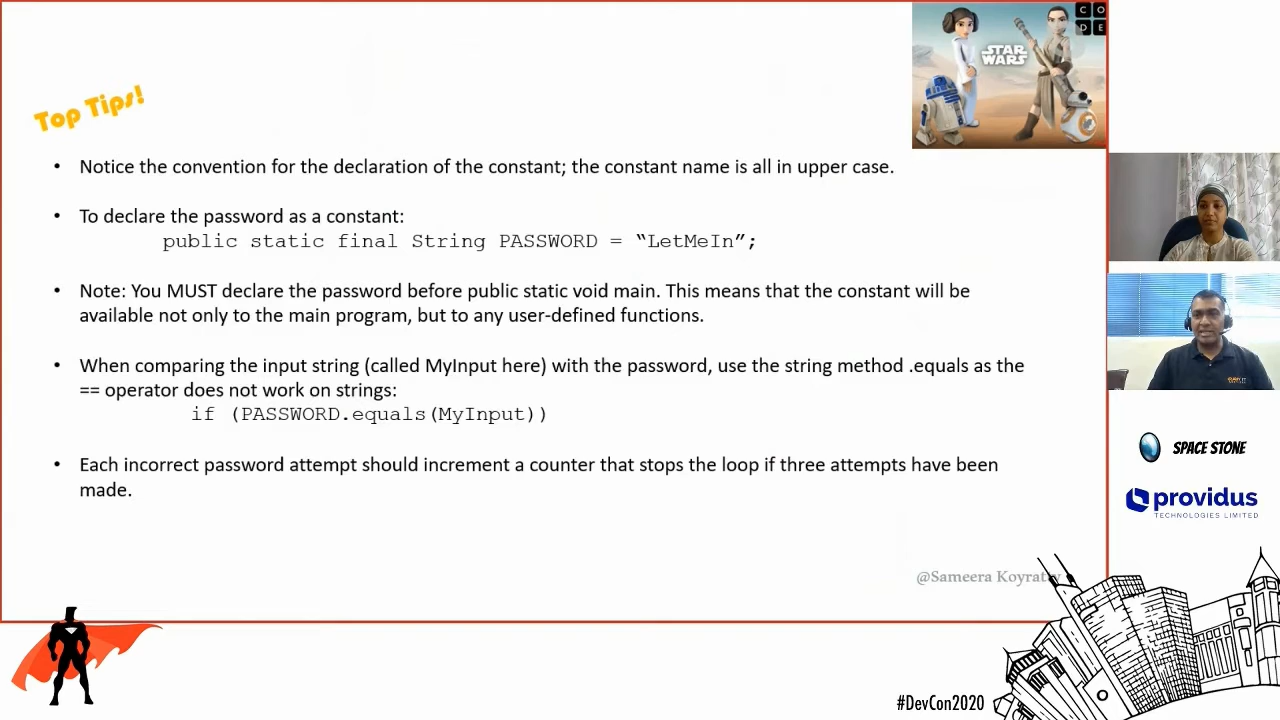 C O
D E
STAR
WARS
Top Tips!
• Notice the convention for the declaration of the constant; the constant name is all in upper case.
• To declare the password as a constant:
public static final String PASSWORD = “LetMeIn”;
• Note: You MUST declare the password before public static void main. This means that the constant will be
available not only to the main program, but to any user-defined functions.
• When comparing the input string (called MyInput here) with the password, use the string method .equals as the
== operator does not work on strings:
if (PASSWORD.equals(MyInput))
• Each incorrect password attempt should increment a counter that stops the loop if three attempts have been
made.
SPACE STONE
providus
TECHNOLOGIES LIMITED
@Sameera
#DevCon2020